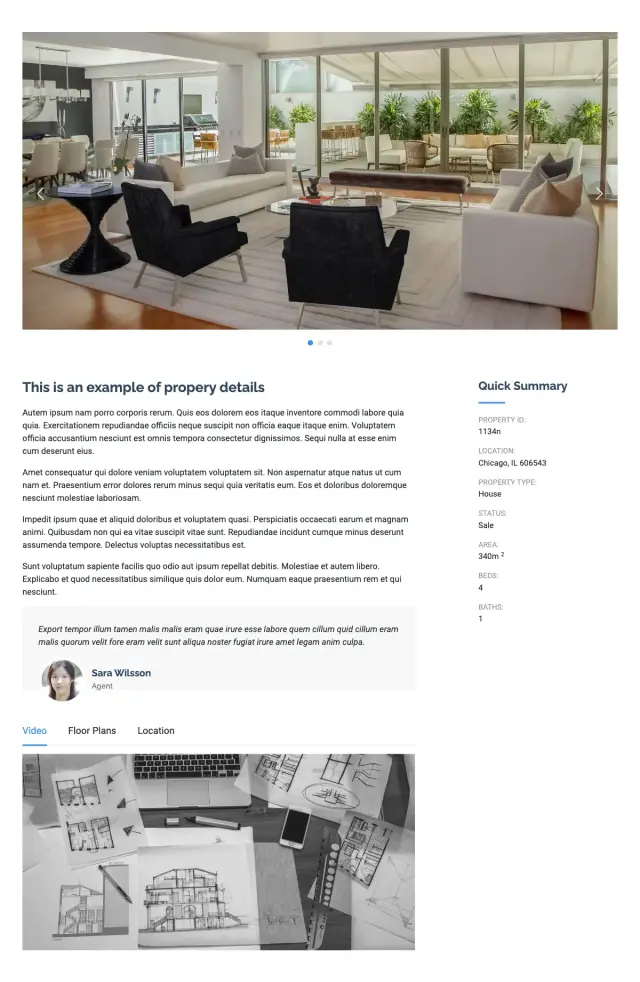 This is an example of propery details
Autem ipsum nam porro corporis rerum. Quis eos dolorem eos itaque inventore commodi labore quia
quia. Exercitationem repudiandae officiis neque suscipit non officia eaque itaque enim. Voluptatem
officia accusantium nesciunt est omnis tempora consectetur dignissimos. Sequi nulla at esse enim
cum deserunt eius.
Amet consequatur qui dolore veniam voluptatem voluptatem sit. Non aspernatur atque natus ut cum
nam et. Praesentium error dolores rerum minus sequi quia veritatis eum. Eos et doloribus doloremque
nesciunt molestiae laboriosam.
Impedit ipsum quae et aliquid doloribus et voluptatem quasi. Perspiciatis occaecati earum et magnam
animi. Quibusdam non qui ea vitae suscipit vitae sunt. Repudiandae incidunt cumque minus deserunt
assumenda tempore. Delectus voluptas necessitatibus est.
Sunt voluptatum sapiente facilis quo odio aut ipsum repellat debitis. Molestiae et autem libero.
Explicabo et quod necessitatibus similique quis dolor eum. Numquam eaque praesentium rem et qui
nesciunt.
Export tempor illum tamen malis malis eram quae irure esse labore quem cillum quid cillum eram
malis quorum velit fore eram velit sunt aliqua noster fugiat irure amet legam anim culpa.
Sara Wilsson
Agent
Video
Floor Plans
Location
Quick Summary
PROPERTY ID:
1134n
LOCATION:
Chicago, IL 606543
PROPERTY TYPE:
House
STATUS:
Sale
AREA:
340m 2
BEDS:
4
BATHS:
1